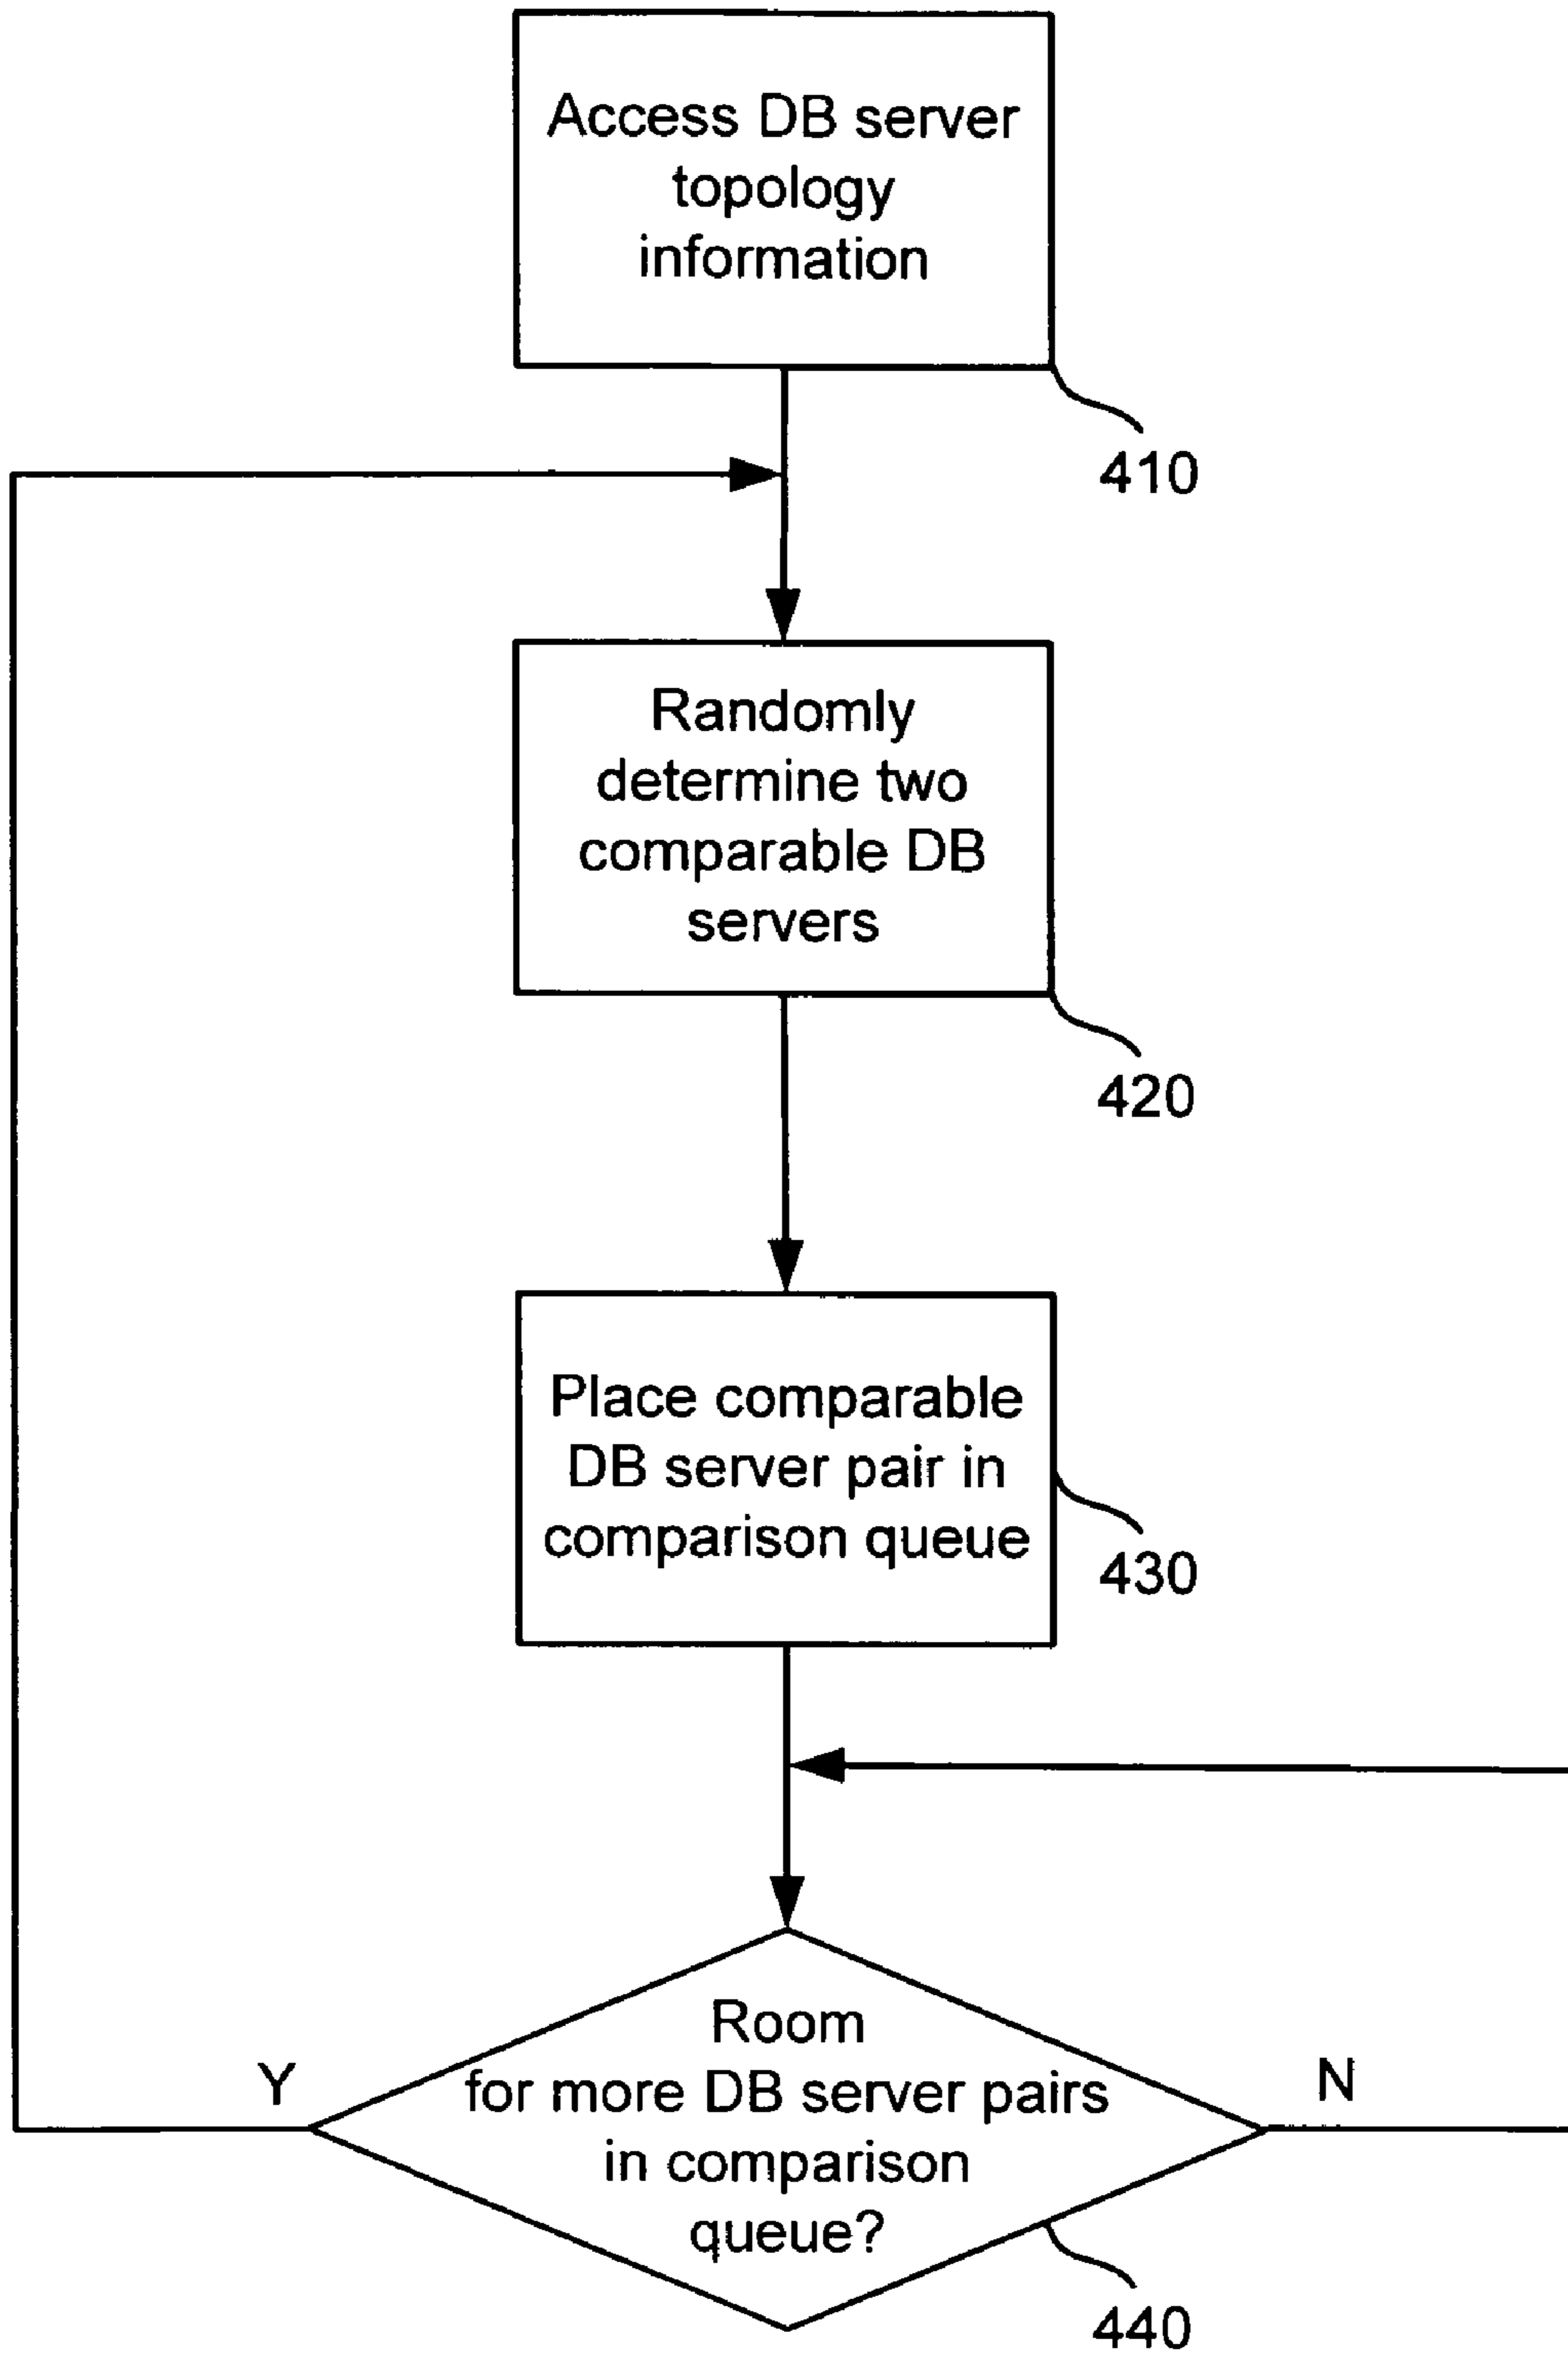 Access DB server
topology
information
410
Randomly
determine two
comparable DB
servers
420
Place comparable
DB server pair in
comparison queue
430
Room
for more DB server pairs
in comparison
queue?
Y
N
440